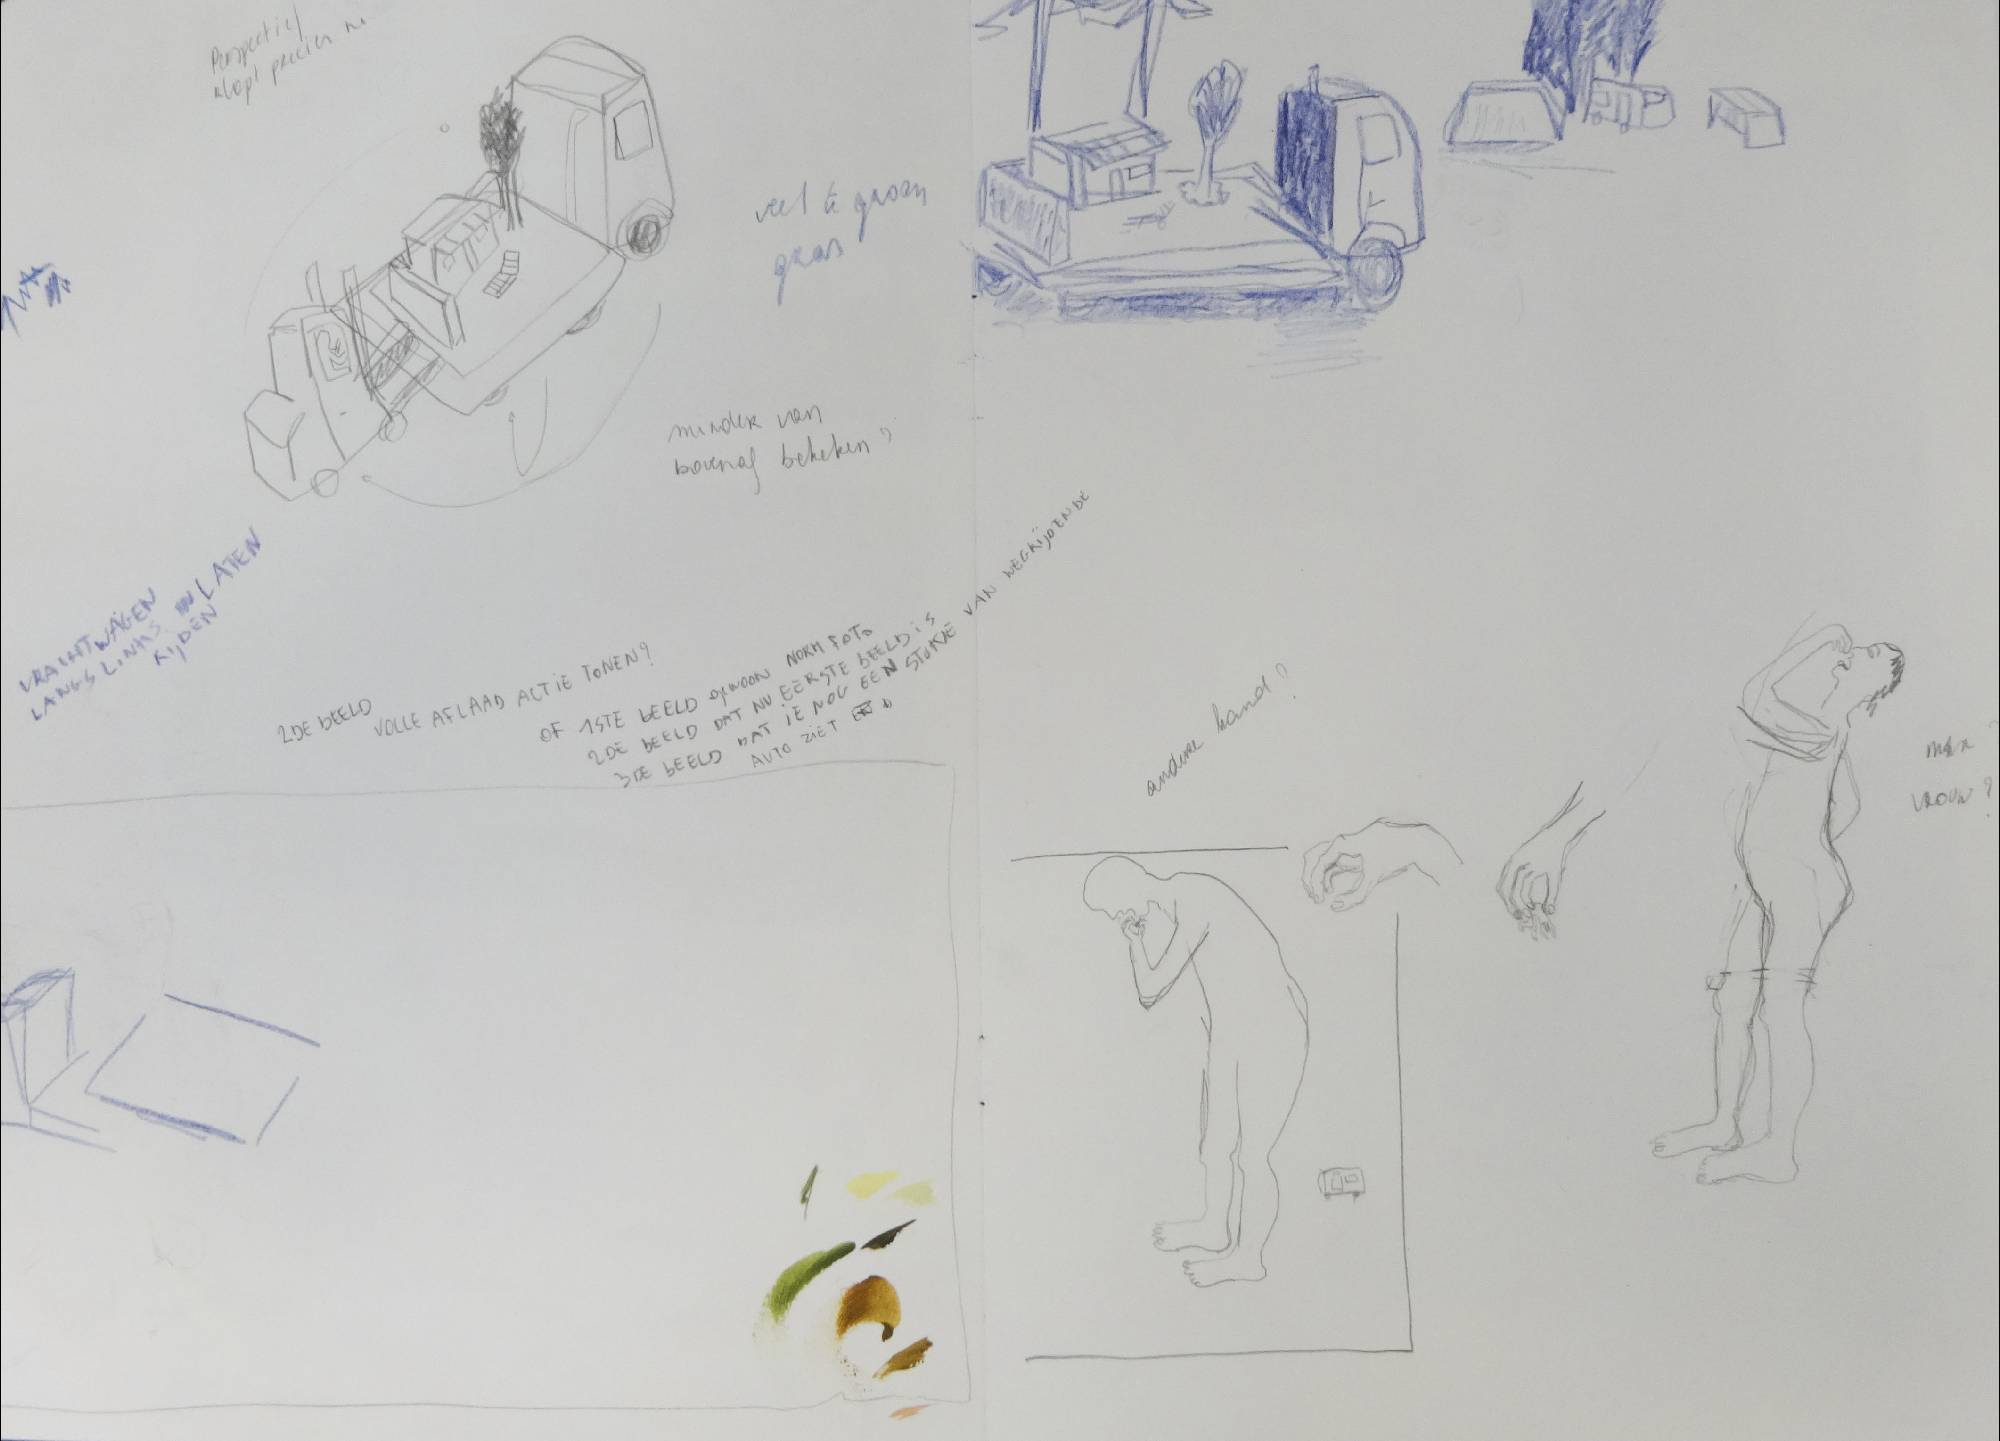 Perspectief
klopt precies ni
veel te groen
gras
minder van
bovenaf bekeken?
VRACHTWAGEN
LANGS LINKS IN LATEN
RIJDEN
2DE BEELD VOLLE AFLAAD ACTIE TONEN?
OF 1STE BEELD GEWOON NORM FOTO
2DE BEELD DAT NU EERSTE BEELD IS
3DE BEELD DAT JE NOG EEN STUKJE VAN WEGRIJDENDE
AUTO ZIET
andere hand?
vrouw?